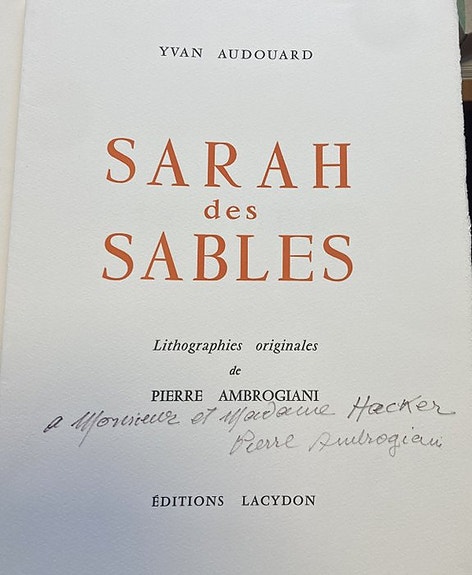 YVAN AUDOUARD
SARAH
des
SABLES
Lithographies originales
de
PIERRE AMBROGIANI
a Monsieur et Madame Hacker
Pierre Ambrogiani
ÉDITIONS LACYDON